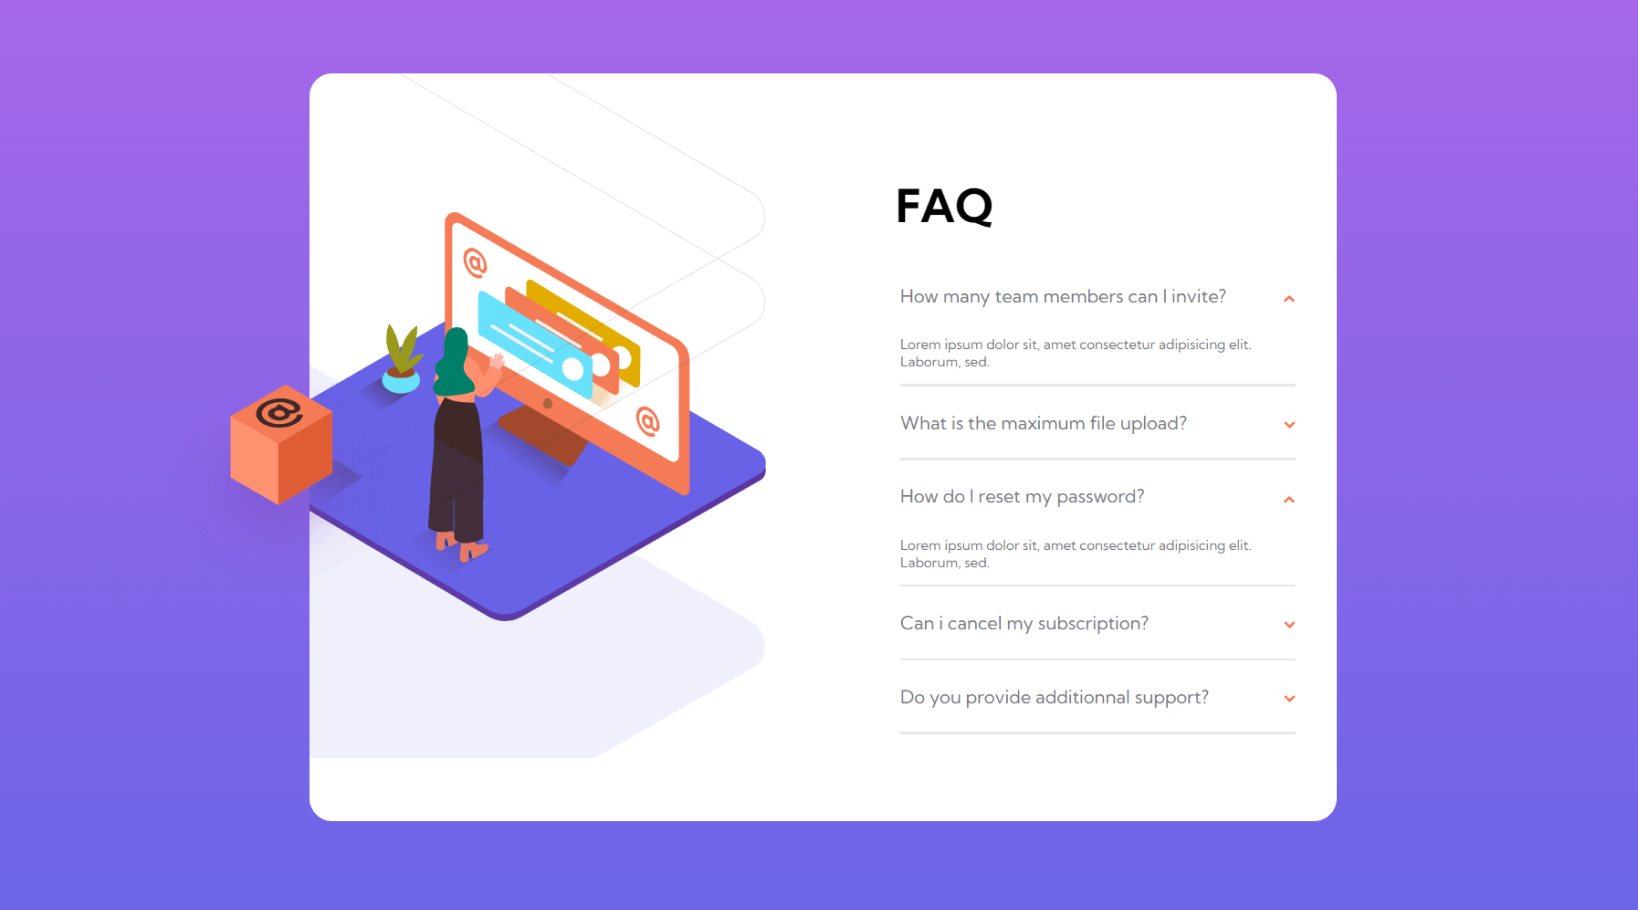 FAQ
How many team members can I invite?
Lorem ipsum dolor sit, amet consectetur adipisicing elit.
Laborum, sed.
What is the maximum file upload?
How do I reset my password?
Lorem ipsum dolor sit, amet consectetur adipisicing elit.
Laborum, sed.
Can i cancel my subscription?
Do you provide additionnal support?
@
@
@